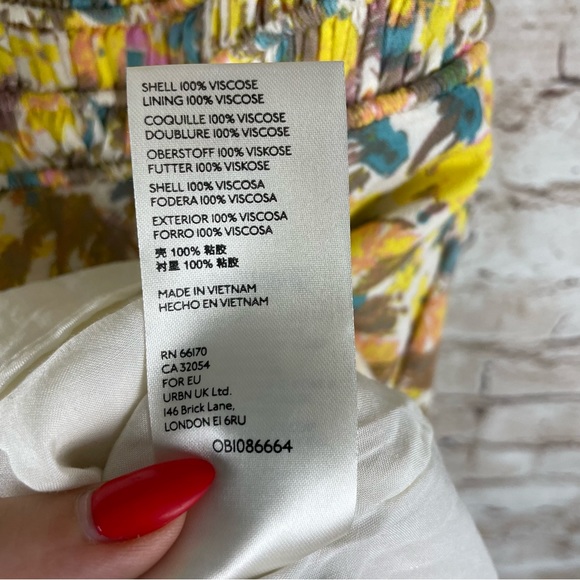 SHELL 100% VISCOSE
LINING 100% VISCOSE
COQUILLE 100% VISCOSE
DOUBLURE 100% VISCOSE
OBERSTOFF 100% VISKOSE
FUTTER 100% VISKOSE
SHELL 100% VISCOSA
FODERA 100% VISCOSA
EXTERIOR 100% VISCOSA
FORRO 100% VISCOSA
壳 100% 粘胶
衬里 100% 粘胶
MADE IN VIETNAM
HECHO EN VIETNAM
RN 66170
CA 32054
FOR EU
URBN UK Ltd.
146 Brick Lane,
LONDON E1 6RU
OB1086664